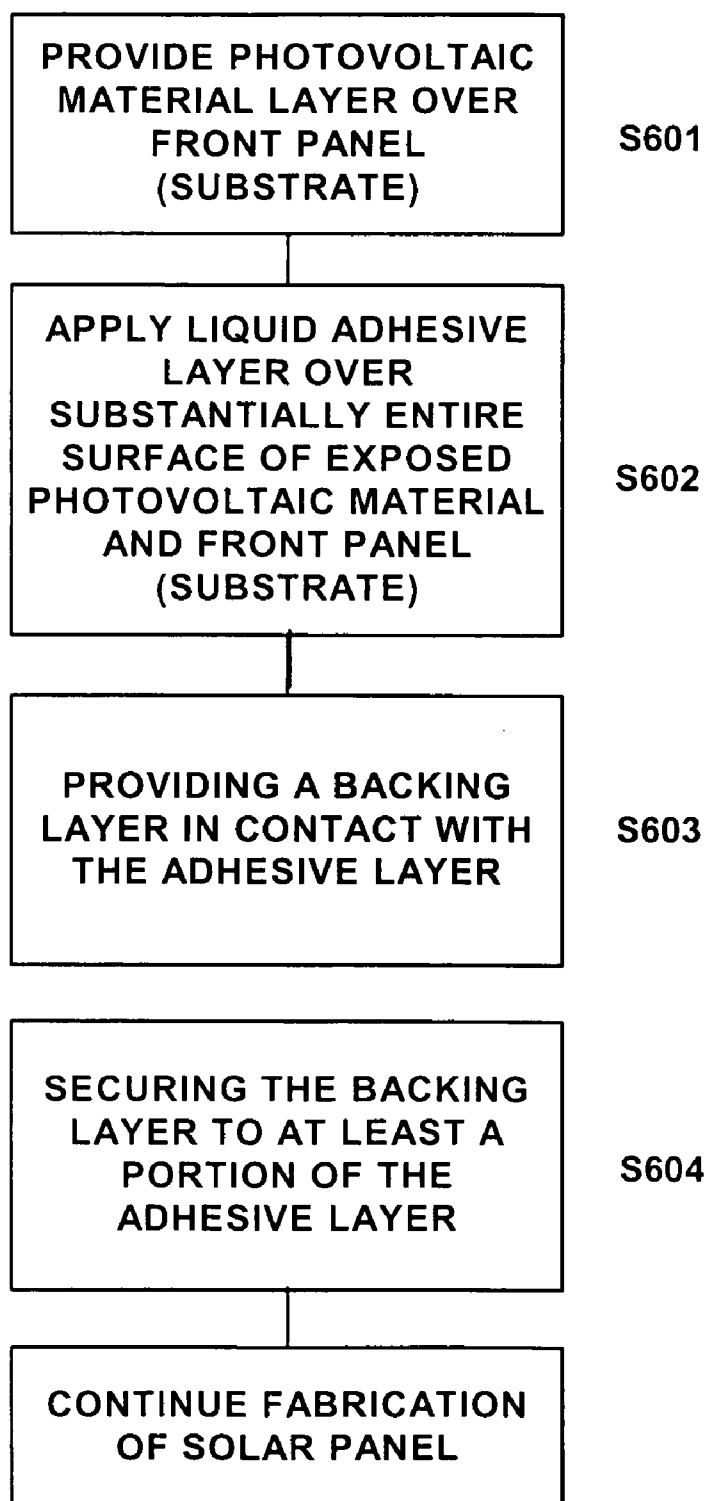 PROVIDE PHOTOVOLTAIC
MATERIAL LAYER OVER
FRONT PANEL
(SUBSTRATE)
S601
APPLY LIQUID ADHESIVE
LAYER OVER
SUBSTANTIALLY ENTIRE
SURFACE OF EXPOSED
PHOTOVOLTAIC MATERIAL
AND FRONT PANEL
(SUBSTRATE)
S602
PROVIDING A BACKING
LAYER IN CONTACT WITH
THE ADHESIVE LAYER
S603
SECURING THE BACKING
LAYER TO AT LEAST A
PORTION OF THE
ADHESIVE LAYER
S604
CONTINUE FABRICATION
OF SOLAR PANEL